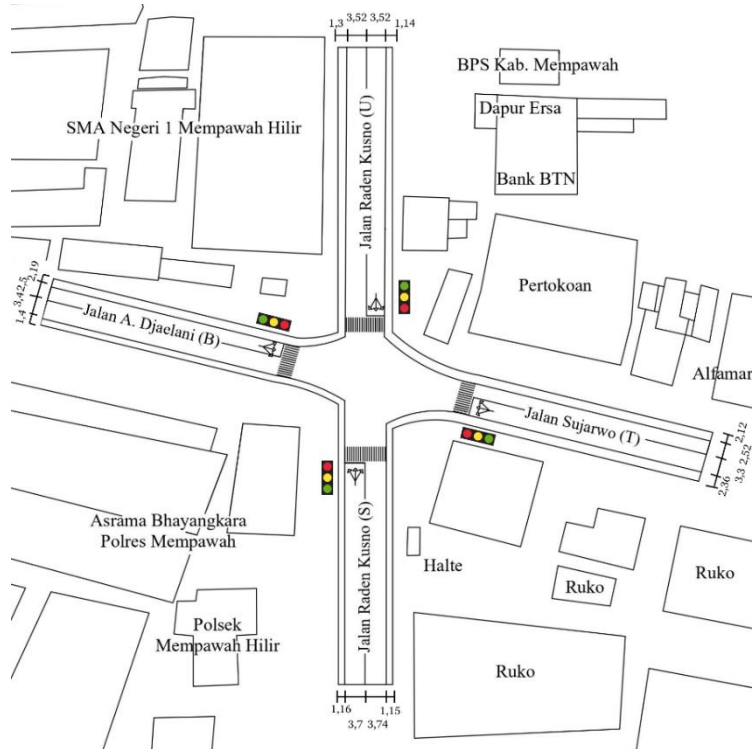 1,3 3,52 3,52 1,14
BPS Kab. Mempawah
Dapur Ersa
SMA Negeri 1 Mempawah Hilir
Jalan Raden Kusno (U)
Bank BTN
Pertokoan
2,19
2,5
3,4
1,4
Jalan A. Djaelani (B)
Alfamar
Jalan Sujarwo (T)
2,12
2,52
3,3
2,36
Asrama Bhayangkara
Polres Mempawah
Jalan Raden Kusno (S)
Halte
Ruko
Ruko
Polsek
Mempawah Hilir
Ruko
1,16 1,15
3,7 3,74